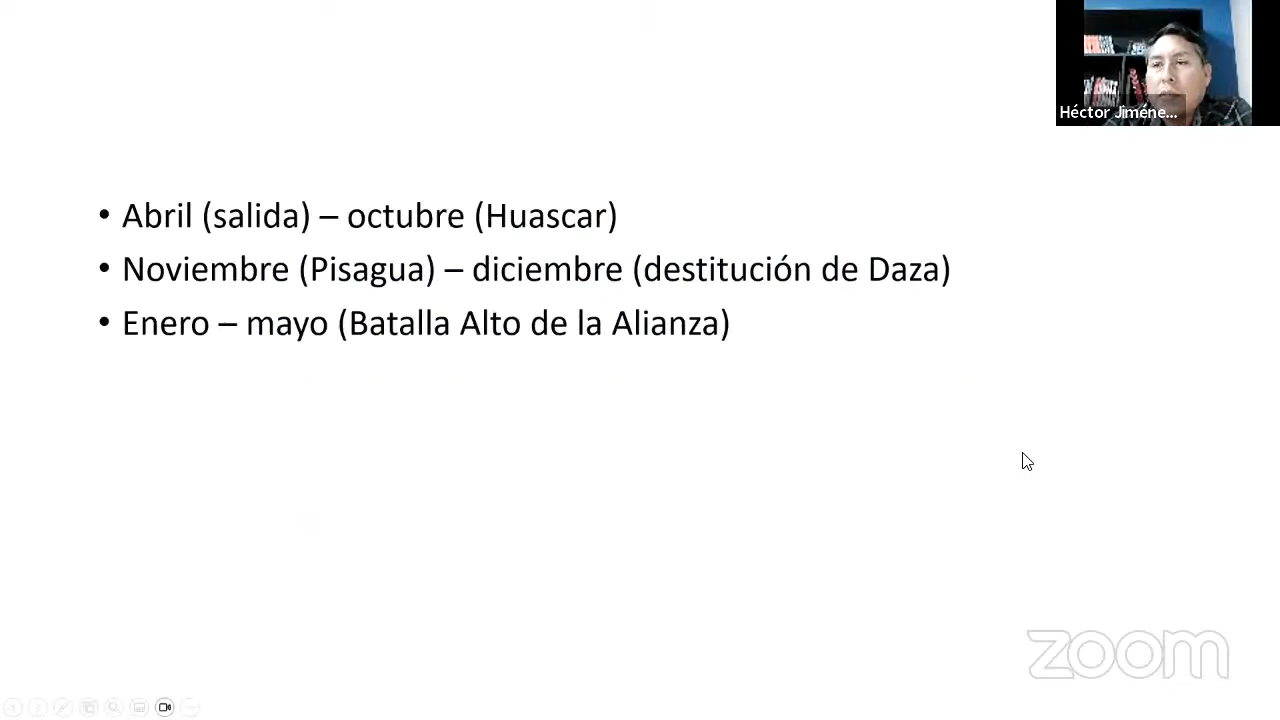 Héctor Jiméne...
• Abril (salida) – octubre (Huascar)
• Noviembre (Pisagua) – diciembre (destitución de Daza)
• Enero – mayo (Batalla Alto de la Alianza)
zoom